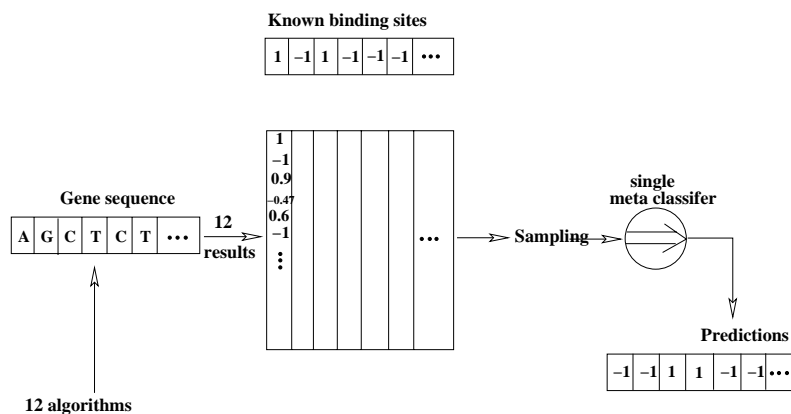 Known binding sites
1 −1 1 −1 −1 −1 •••
1
−1
0.9
−0.47
0.6
−1
•••
•••
Gene sequence
A G C T C T •••
12
results
Sampling
single
meta classifer
Predictions
−1 −1 1 1 −1 −1 •••
12 algorithms